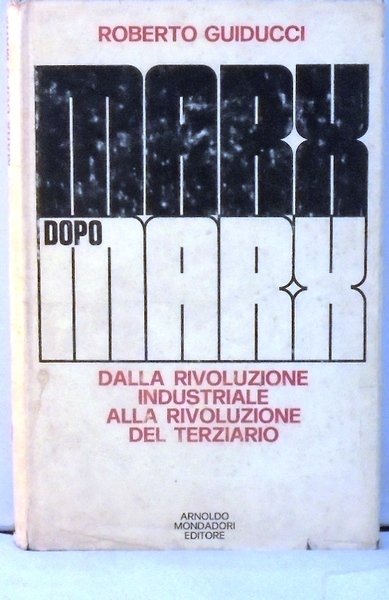 ROBERTO GUIDUCCI
MARX
DOPO
MARX
DALLA RIVOLUZIONE
INDUSTRIALE
ALLA RIVOLUZIONE
DEL TERZIARIO
ARNOLDO
MONDADORI
EDITORE